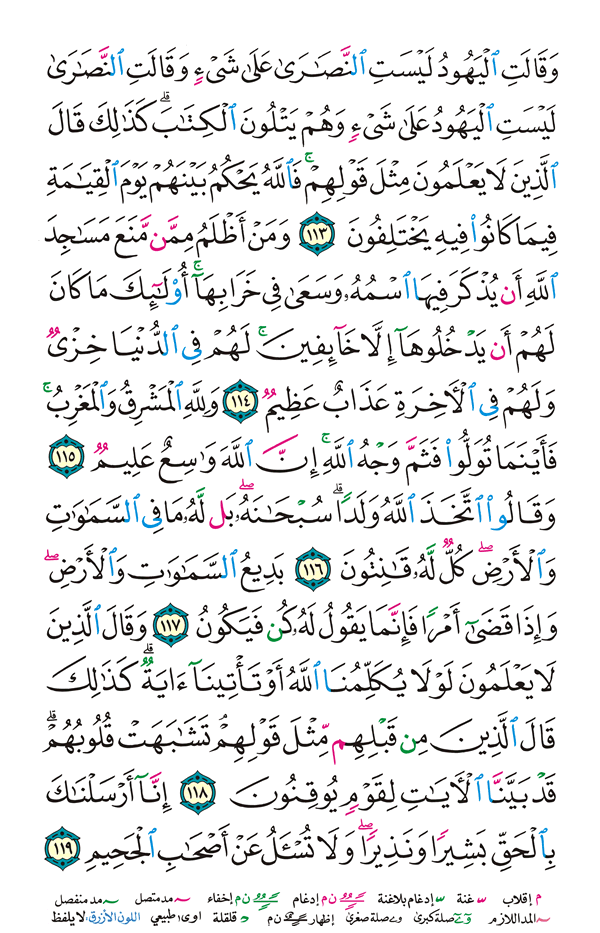 وَقَالَتِ ٱلْيَهُودُ لَيْسَتِ ٱلنَّصَٰرَىٰ عَلَىٰ شَىْءٍ وَقَالَتِ ٱلنَّصَٰرَىٰ
لَيْسَتِ ٱلْيَهُودُ عَلَىٰ شَىْءٍ وَهُمْ يَتْلُونَ ٱلْكِتَٰبَ ۗ كَذَٰلِكَ قَالَ
ٱلَّذِينَ لَا يَعْلَمُونَ مِثْلَ قَوْلِهِمْ ۚ فَٱللَّهُ يَحْكُمُ بَيْنَهُمْ يَوْمَ ٱلْقِيَٰمَةِ
فِيمَا كَانُوا۟ فِيهِ يَخْتَلِفُونَ ١١٣ وَمَنْ أَظْلَمُ مِمَّن مَّنَعَ مَسَٰجِدَ
ٱللَّهِ أَن يُذْكَرَ فِيهَا ٱسْمُهُۥ وَسَعَىٰ فِى خَرَابِهَآ ۚ أُو۟لَٰٓئِكَ مَا كَانَ
لَهُمْ أَن يَدْخُلُوهَآ إِلَّا خَآئِفِينَ ۚ لَهُمْ فِى ٱلدُّنْيَا خِزْىٌ
وَلَهُمْ فِى ٱلْءَاخِرَةِ عَذَابٌ عَظِيمٌ ١١٤ وَلِلَّهِ ٱلْمَشْرِقُ وَٱلْمَغْرِبُ ۚ
فَأَيْنَمَا تُوَلُّوا۟ فَثَمَّ وَجْهُ ٱللَّهِ ۚ إِنَّ ٱللَّهَ وَٰسِعٌ عَلِيمٌ ١١٥
وَقَالُوا۟ ٱتَّخَذَ ٱللَّهُ وَلَدًا ۗ سُبْحَٰنَهُۥ ۖ بَل لَّهُۥ مَا فِى ٱلسَّمَٰوَٰتِ
وَٱلْأَرْضِ ۖ كُلٌّ لَّهُۥ قَٰنِتُونَ ١١٦ بَدِيعُ ٱلسَّمَٰوَٰتِ وَٱلْأَرْضِ ۖ
وَإِذَا قَضَىٰٓ أَمْرًا فَإِنَّمَا يَقُولُ لَهُۥ كُن فَيَكُونُ ١١٧ وَقَالَ ٱلَّذِينَ
لَا يَعْلَمُونَ لَوْلَا يُكَلِّمُنَا ٱللَّهُ أَوْ تَأْتِينَآ ءَايَةٌ ۗ كَذَٰلِكَ
قَالَ ٱلَّذِينَ مِن قَبْلِهِم مِّثْلَ قَوْلِهِمْ ۘ تَشَٰبَهَتْ قُلُوبُهُمْ ۗ
قَدْ بَيَّنَّا ٱلْءَايَٰتِ لِقَوْمٍ يُوقِنُونَ ١١٨ إِنَّآ أَرْسَلْنَٰكَ
بِٱلْحَقِّ بَشِيرًا وَنَذِيرًا ۖ وَلَا تُسْـَٔلُ عَنْ أَصْحَٰبِ ٱلْجَحِيمِ ١١٩
م إقلاب غنة إدغام بلاغنة ن م إدغام ن م إخفاء مد متصل مد منفصل
المد اللازم صلة كبرى صلة صغرى إظهار ن م د قلقلة اوى طبيعي اللون الأزرق: لا يلفظ